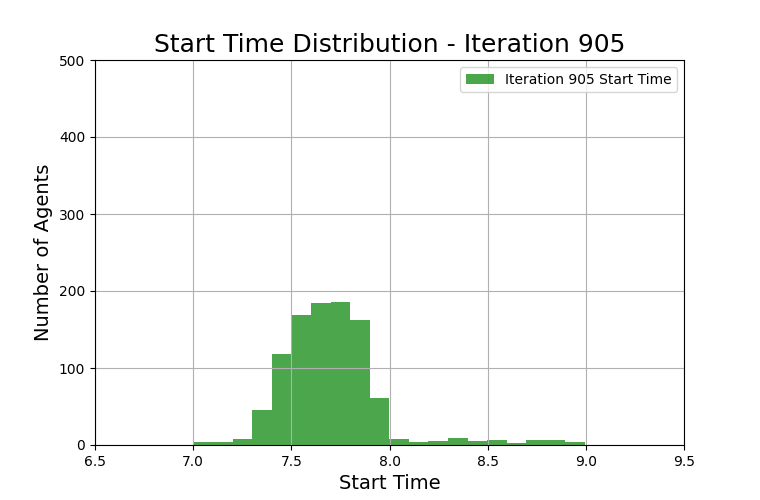 Start Time Distribution - Iteration 905
Iteration 905 Start Time
Number of Agents
500
400
300
200
100
0
6.5 7.0 7.5 8.0 8.5 9.0 9.5
Start Time